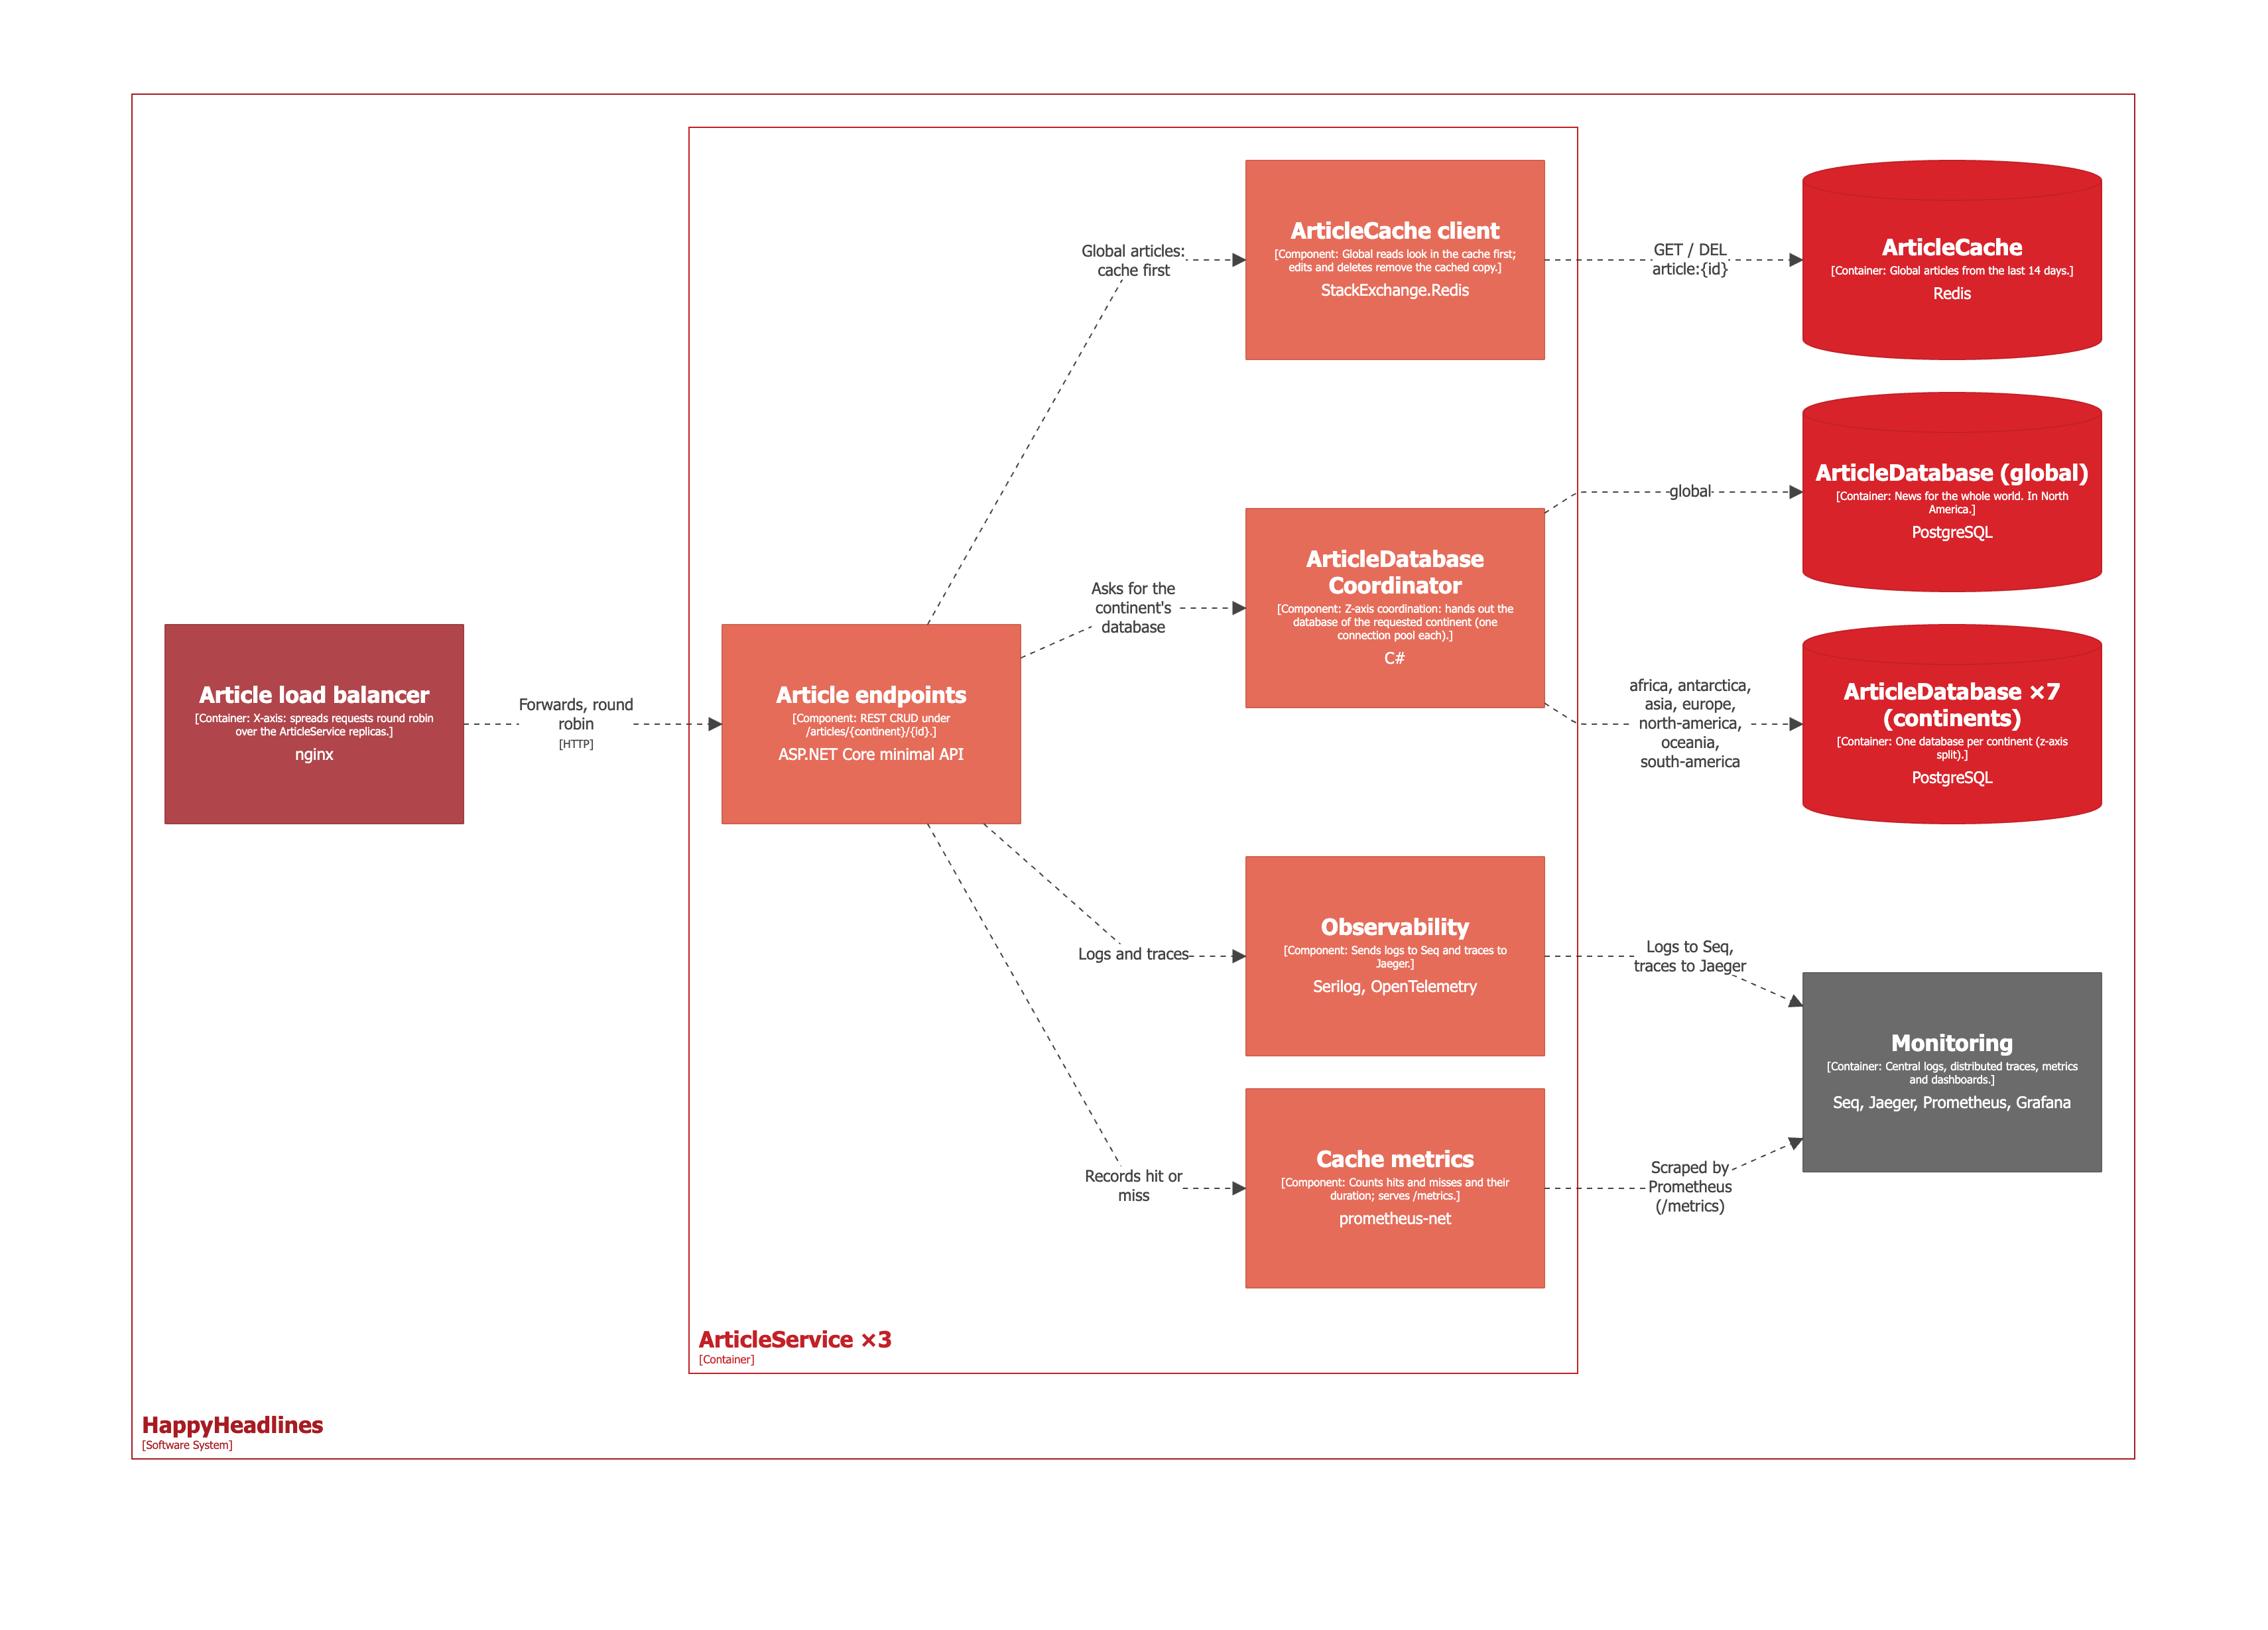 Article load balancer
[Container: X-axis: spreads requests round robin
over the ArticleService replicas.]
nginx
Forwards, round
robin
[HTTP]
Article endpoints
[Component: REST CRUD under
/articles/{continent}/{id}.]
ASP.NET Core minimal API
Global articles:
cache first
Asks for the
continent's
database
Logs and traces
Records hit or
miss
ArticleCache client
[Component: Global reads look in the cache first;
edits and deletes remove the cached copy.]
StackExchange.Redis
ArticleDatabase
Coordinator
[Component: Z-axis coordination: hands out the
database of the requested continent (one
connection pool each).]
C#
Observability
[Component: Sends logs to Seq and traces to
Jaeger.]
Serilog, OpenTelemetry
Cache metrics
[Component: Counts hits and misses and their
duration; serves /metrics.]
prometheus-net
GET / DEL
article:{id}
global
africa, antarctica,
asia, europe,
north-america,
oceania,
south-america
Logs to Seq,
traces to Jaeger
Scraped by
Prometheus
(/metrics)
ArticleCache
[Container: Global articles from the last 14 days.]
Redis
ArticleDatabase (global)
[Container: News for the whole world. In North
America.]
PostgreSQL
ArticleDatabase ×7
(continents)
[Container: One database per continent (z-axis
split).]
PostgreSQL
Monitoring
[Container: Central logs, distributed traces, metrics
and dashboards.]
Seq, Jaeger, Prometheus, Grafana
ArticleService ×3
[Container]
HappyHeadlines
[Software System]